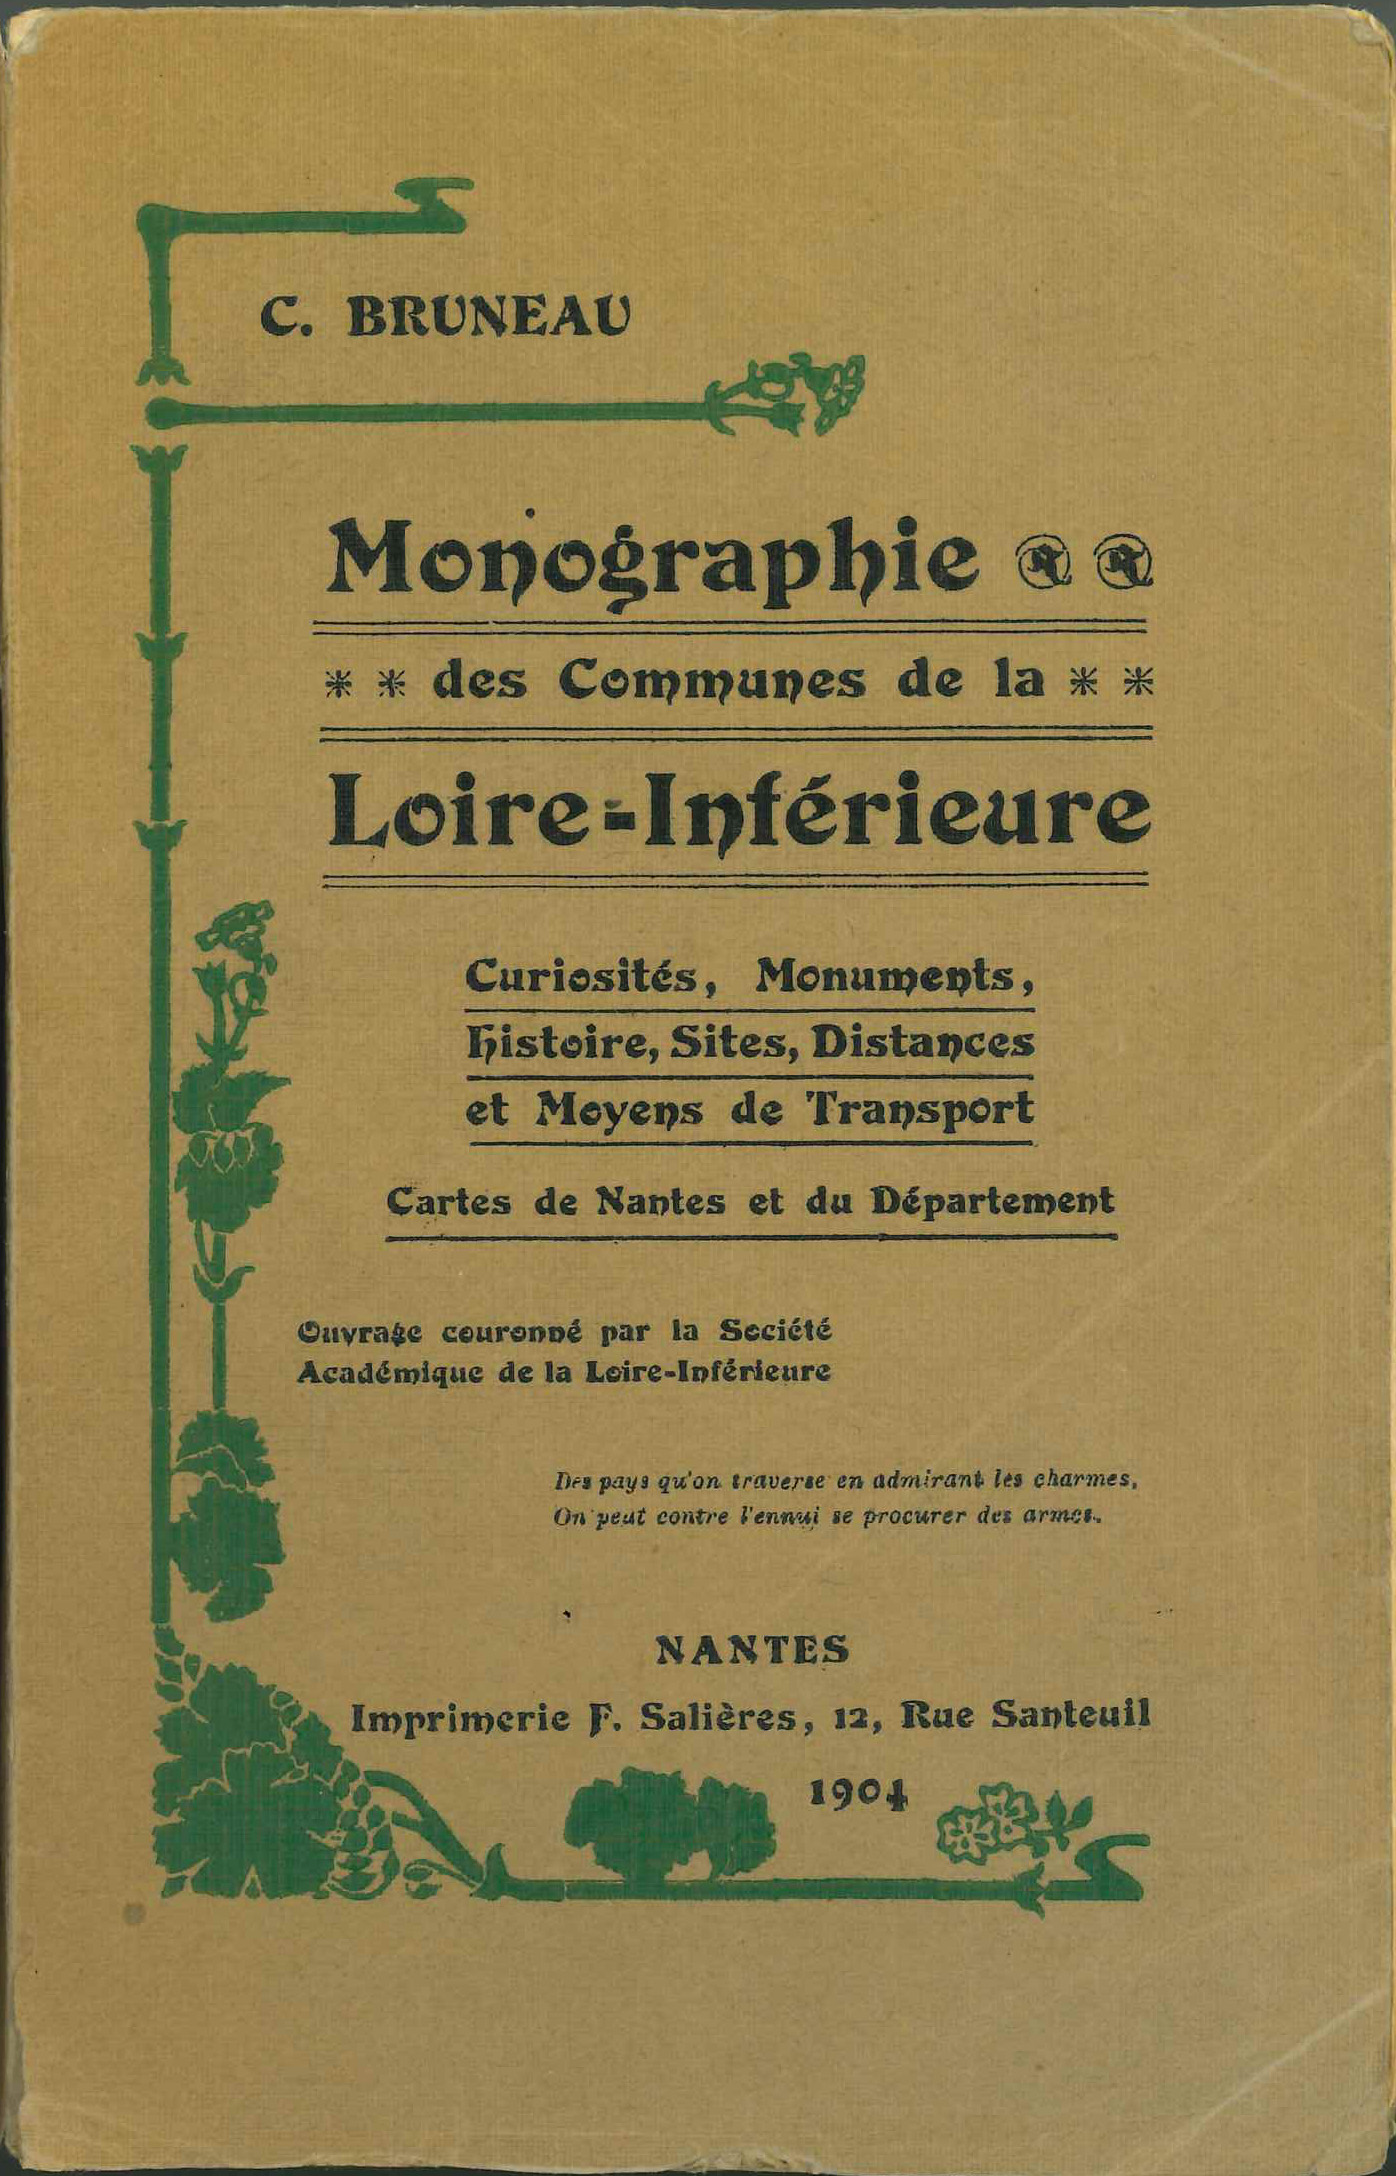 C. BRUNEAU
Monographie
* * des Communes de la * *
Loire-Inférieure
Curiosités, Monuments,
Histoire, Sites, Distances
et Moyens de Transport
Cartes de Nantes et du Département
Ouvrage couronné par la Société
Académique de la Loire-Inférieure
Des pays qu'on traverse en admirant les charmes,
On peut contre l'ennui se procurer des armes.
NANTES
Imprimerie F. Salières, 12, Rue Santeuil
1904